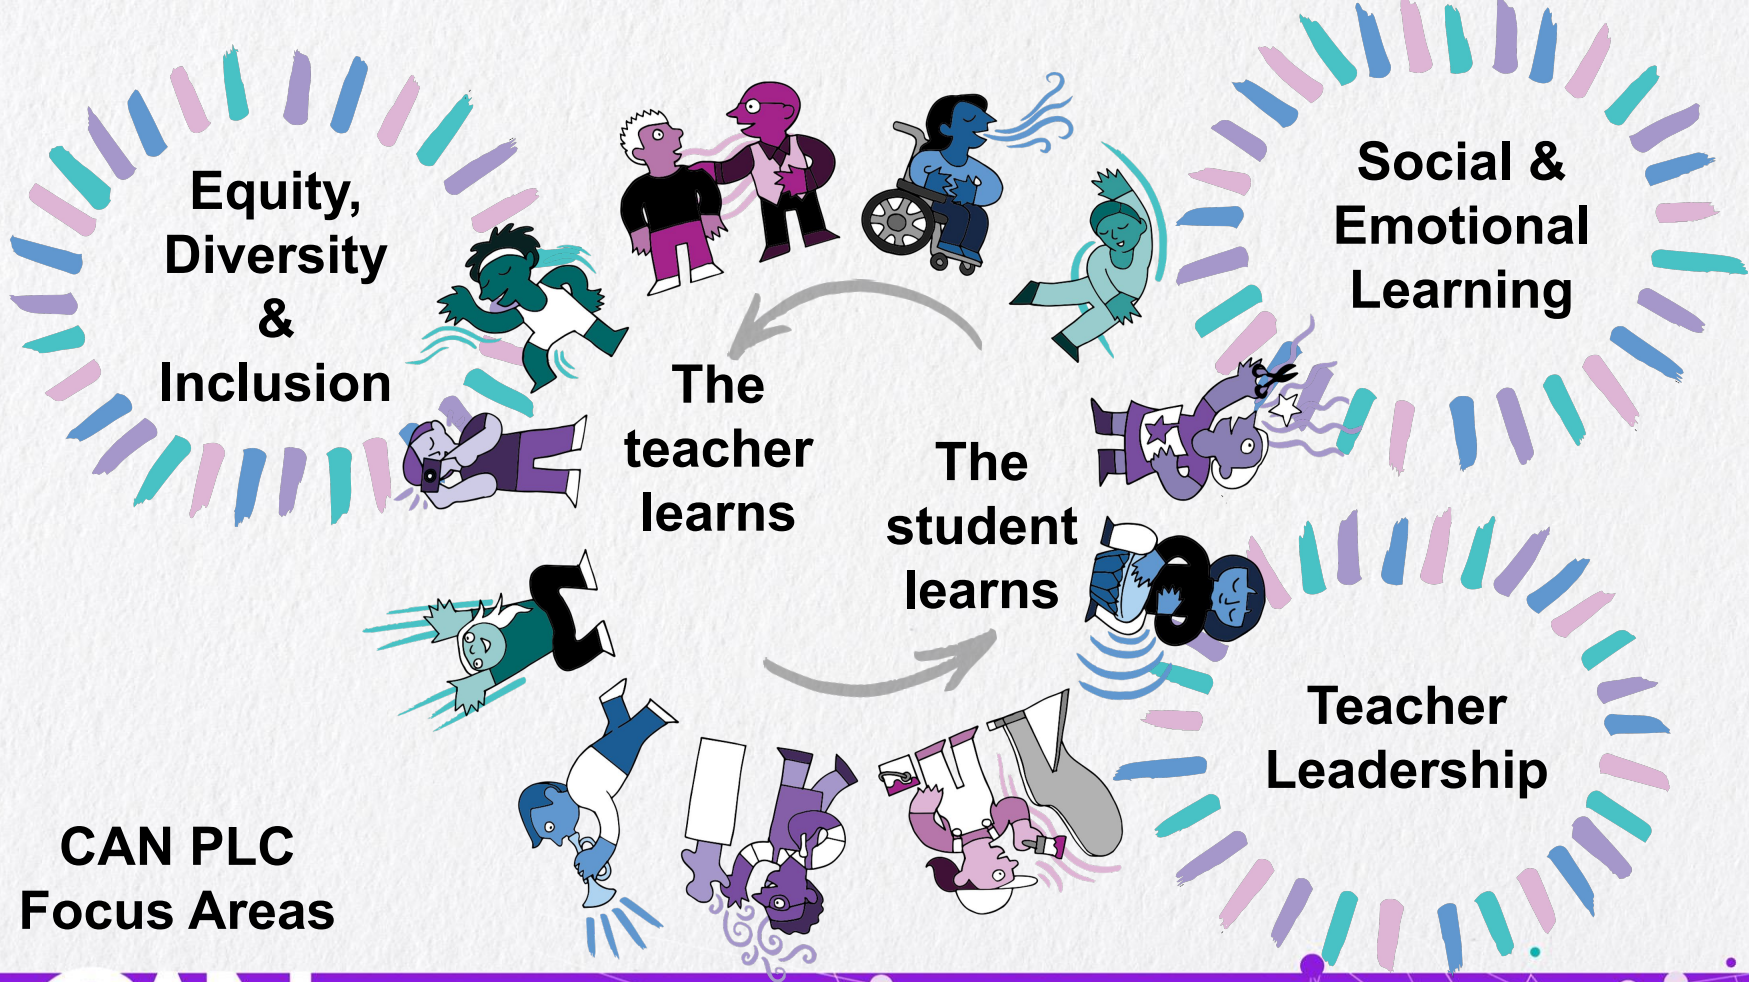 Equity,
Diversity
&
Inclusion
Social &
Emotional
Learning
The
teacher
learns
The
student
learns
Teacher
Leadership
CAN PLC
Focus Areas